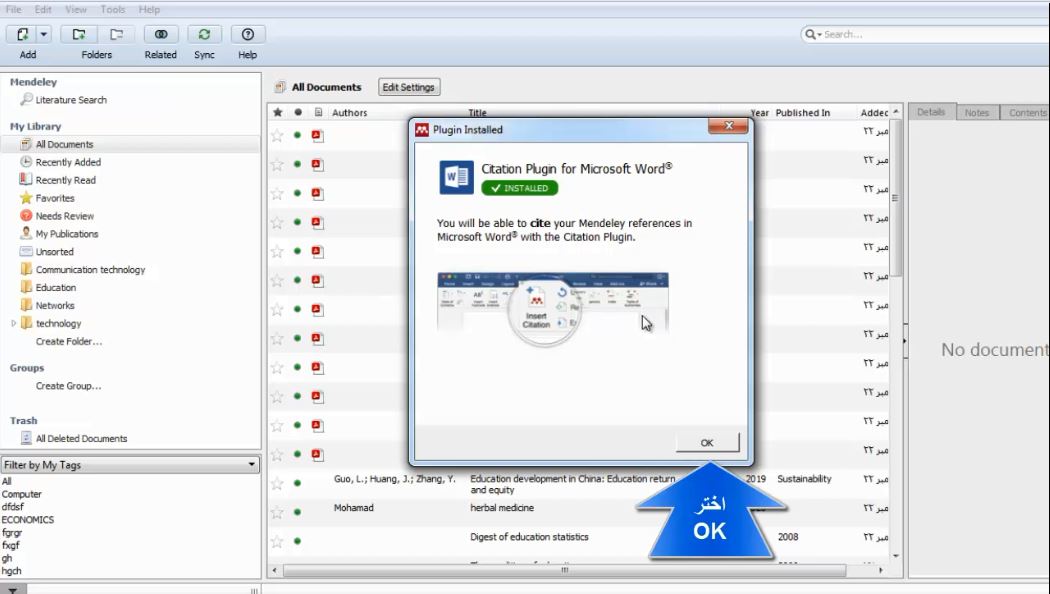 File Edit View Tools Help
Search...
Add Folders Related Sync Help
Mendeley
Literature Search
My Library
All Documents
Recently Added
Recently Read
Favorites
Needs Review
My Publications
Unsorted
Communication technology
Education
Networks
technology
Create Folder...
Groups
Create Group...
Trash
All Deleted Documents
Filter by My Tags
All
Computer
dfdsf
ECONOMICS
fgrgr
fxgf
gh
hgch
All Documents Edit Settings
Authors Title Year Published In Added
٢٢ مبر
٢٢ مبر
٢٢ مبر
٢٢ مبر
٢٢ مبر
٢٢ مبر
٢٢ مبر
٢٢ مبر
٢٢ مبر
٢٢ مبر
٢٢ مبر
٢٢ مبر
Guo, L.; Huang, J.; Zhang, Y. Education development in China: Education return 2019 Sustainability ٢٢ مبر
and equity
Mohamad herbal medicine ٢٢ مبر
Digest of education statistics 2008 ٢٢ مبر
Plugin Installed
Citation Plugin for Microsoft Word®
INSTALLED
You will be able to cite your Mendeley references in
Microsoft Word® with the Citation Plugin.
Insert
Citation
OK
اختر
OK
Details Notes Contents
No document